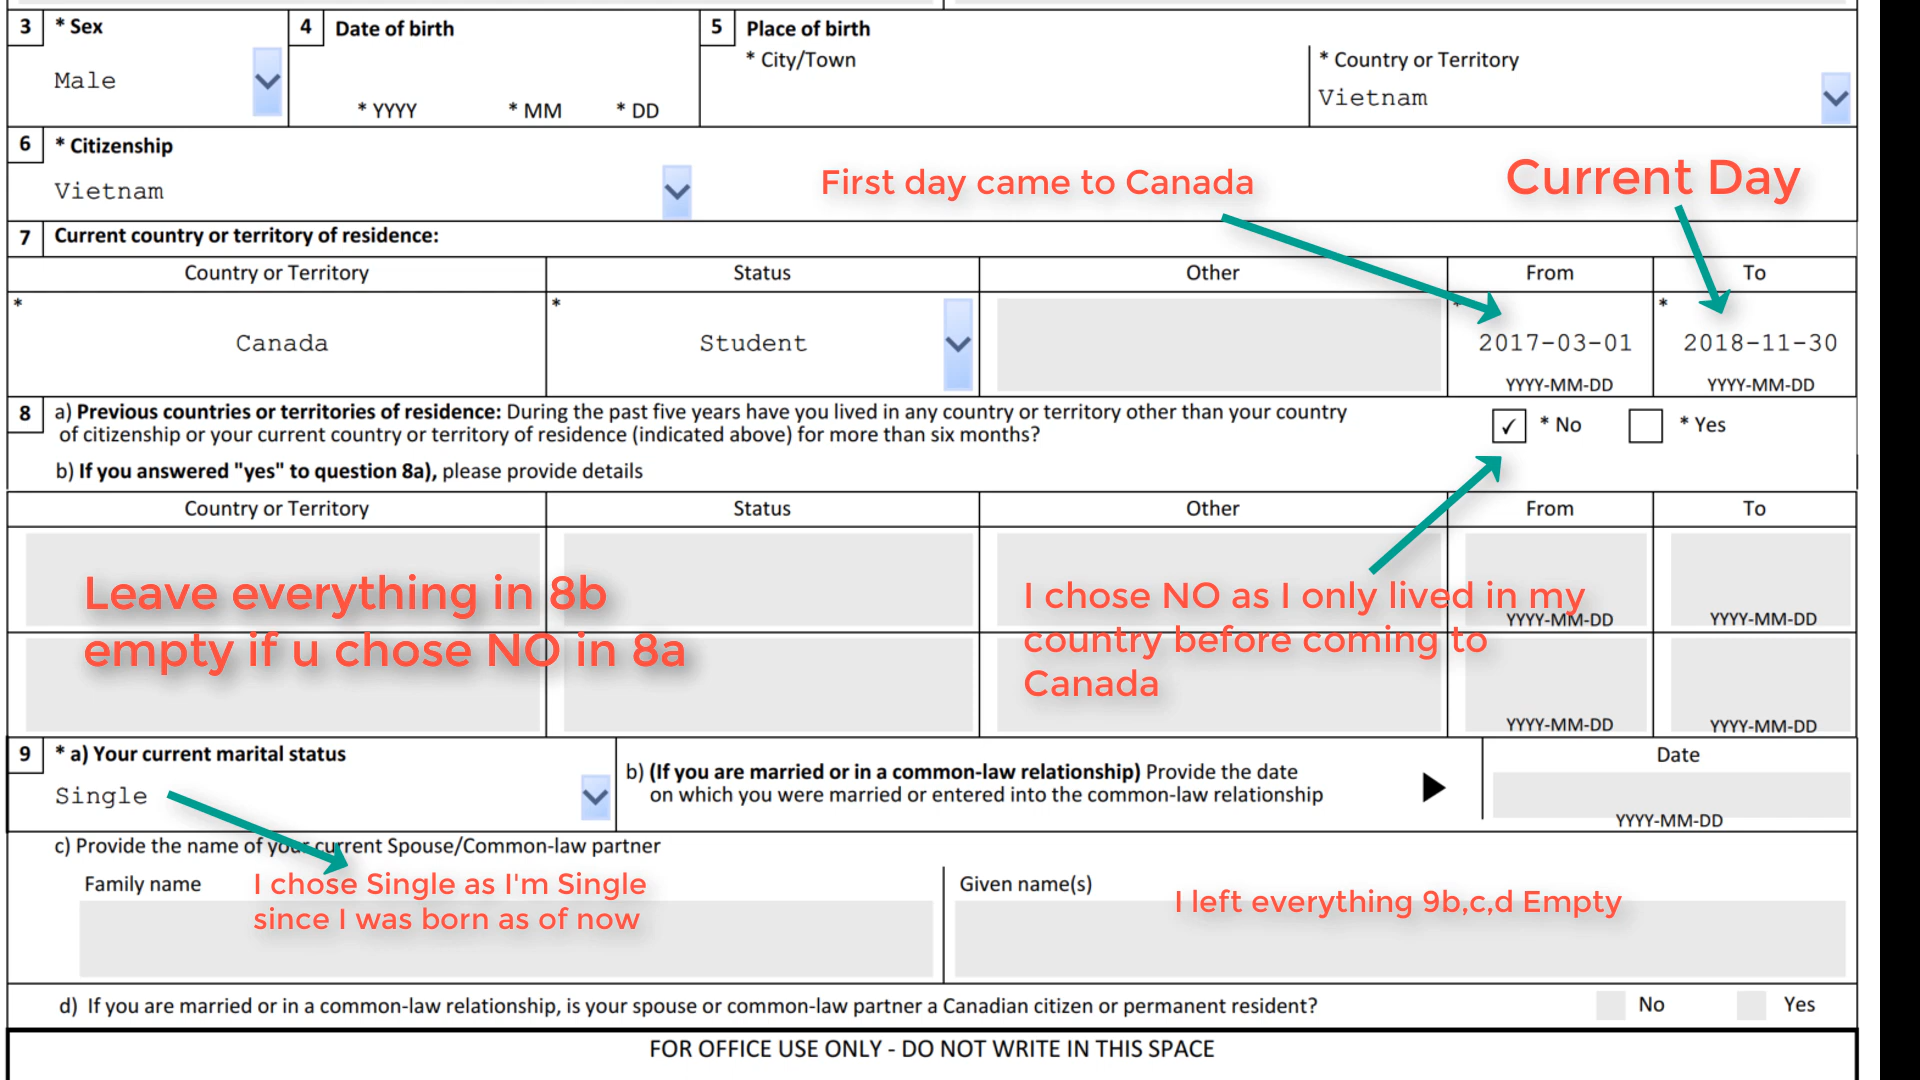 3 * Sex
Male
4 Date of birth
* YYYY * MM * DD
5 Place of birth
* City/Town
* Country or Territory
Vietnam
6 * Citizenship
Vietnam
First day came to Canada
Current Day
7 Current country or territory of residence:
Country or Territory Status Other From To
* Canada * Student * 2017-03-01 * 2018-11-30
YYYY-MM-DD YYYY-MM-DD
8 a) Previous countries or territories of residence: During the past five years have you lived in any country or territory other than your country
of citizenship or your current country or territory of residence (indicated above) for more than six months?
✓ * No * Yes
b) If you answered "yes" to question 8a), please provide details
Country or Territory Status Other From To
Leave everything in 8b
empty if u chose NO in 8a
I chose NO as I only lived in my
country before coming to
Canada
YYYY-MM-DD YYYY-MM-DD
YYYY-MM-DD YYYY-MM-DD
9 * a) Your current marital status
Single
b) (If you are married or in a common-law relationship) Provide the date
on which you were married or entered into the common-law relationship
Date
YYYY-MM-DD
c) Provide the name of your current Spouse/Common-law partner
Family name
I chose Single as I'm Single
since I was born as of now
Given name(s)
I left everything 9b,c,d Empty
d) If you are married or in a common-law relationship, is your spouse or common-law partner a Canadian citizen or permanent resident? No Yes
FOR OFFICE USE ONLY - DO NOT WRITE IN THIS SPACE